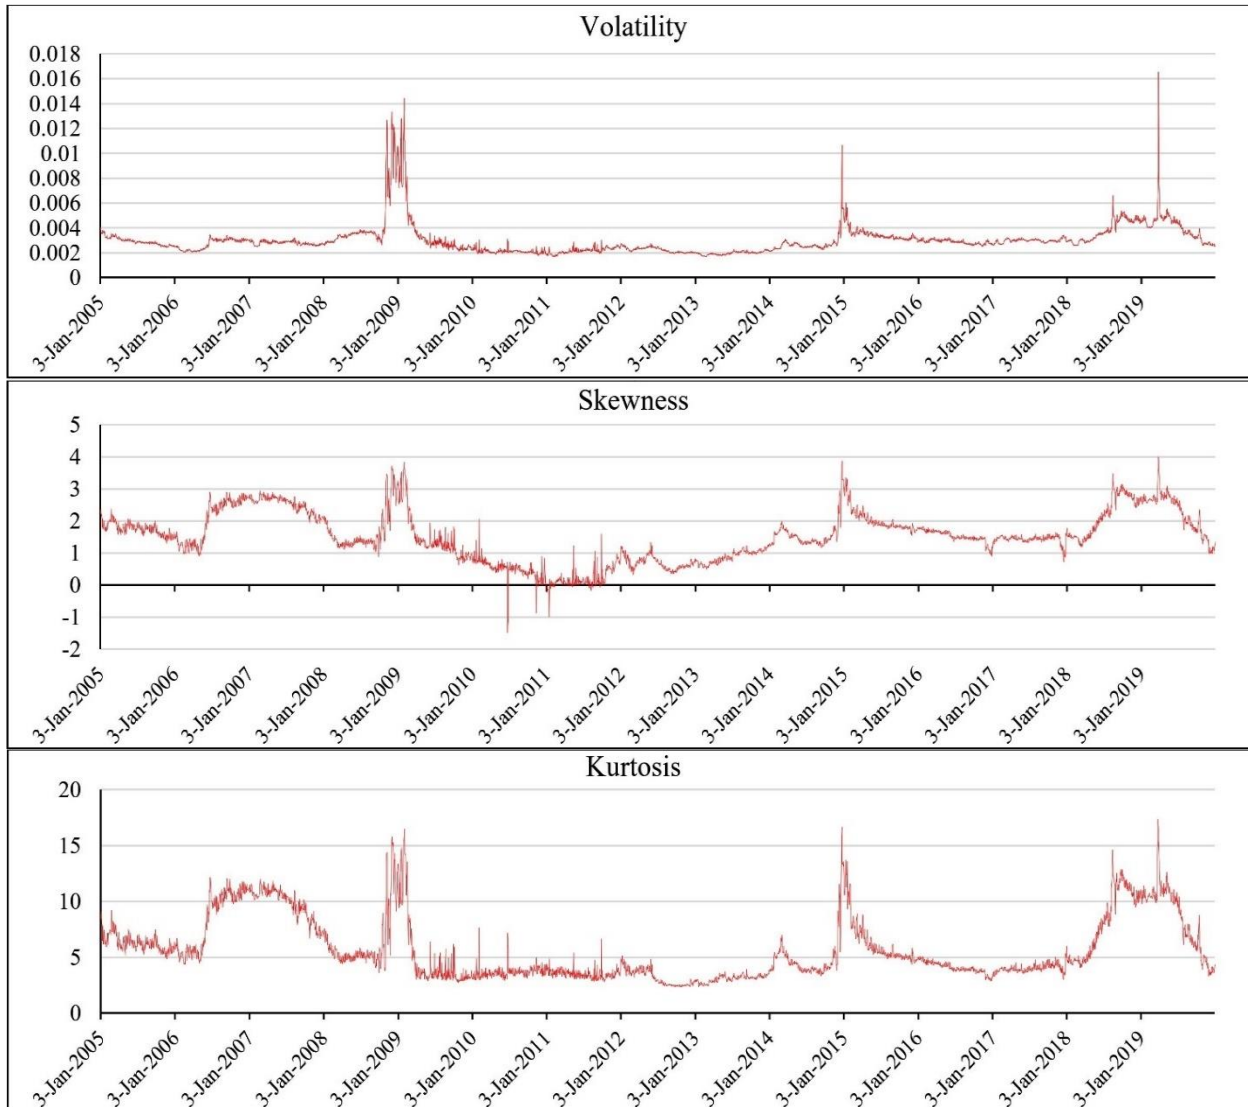 Volatility
0.018
0.016
0.014
0.012
0.01
0.008
0.006
0.004
0.002
0
3-Jan-2005
3-Jan-2006
3-Jan-2007
3-Jan-2008
3-Jan-2009
3-Jan-2010
3-Jan-2011
3-Jan-2012
3-Jan-2013
3-Jan-2014
3-Jan-2015
3-Jan-2016
3-Jan-2017
3-Jan-2018
3-Jan-2019
Skewness
5
4
3
2
1
0
-1
-2
3-Jan-2005
3-Jan-2006
3-Jan-2007
3-Jan-2008
3-Jan-2009
3-Jan-2010
3-Jan-2011
3-Jan-2012
3-Jan-2013
3-Jan-2014
3-Jan-2015
3-Jan-2016
3-Jan-2017
3-Jan-2018
3-Jan-2019
Kurtosis
20
15
10
5
0
3-Jan-2005
3-Jan-2006
3-Jan-2007
3-Jan-2008
3-Jan-2009
3-Jan-2010
3-Jan-2011
3-Jan-2012
3-Jan-2013
3-Jan-2014
3-Jan-2015
3-Jan-2016
3-Jan-2017
3-Jan-2018
3-Jan-2019